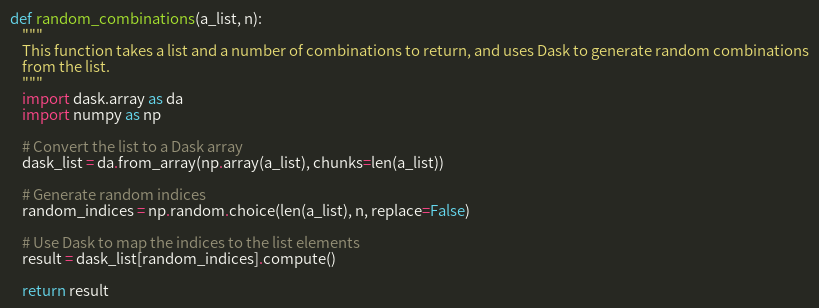 def random_combinations(a_list, n):
    """
    This function takes a list and a number of combinations to return, and uses Dask to generate random combinations
    from the list.
    """
    import dask.array as da
    import numpy as np

    # Convert the list to a Dask array
    dask_list = da.from_array(np.array(a_list), chunks=len(a_list))

    # Generate random indices
    random_indices = np.random.choice(len(a_list), n, replace=False)

    # Use Dask to map the indices to the list elements
    result = dask_list[random_indices].compute()

    return result